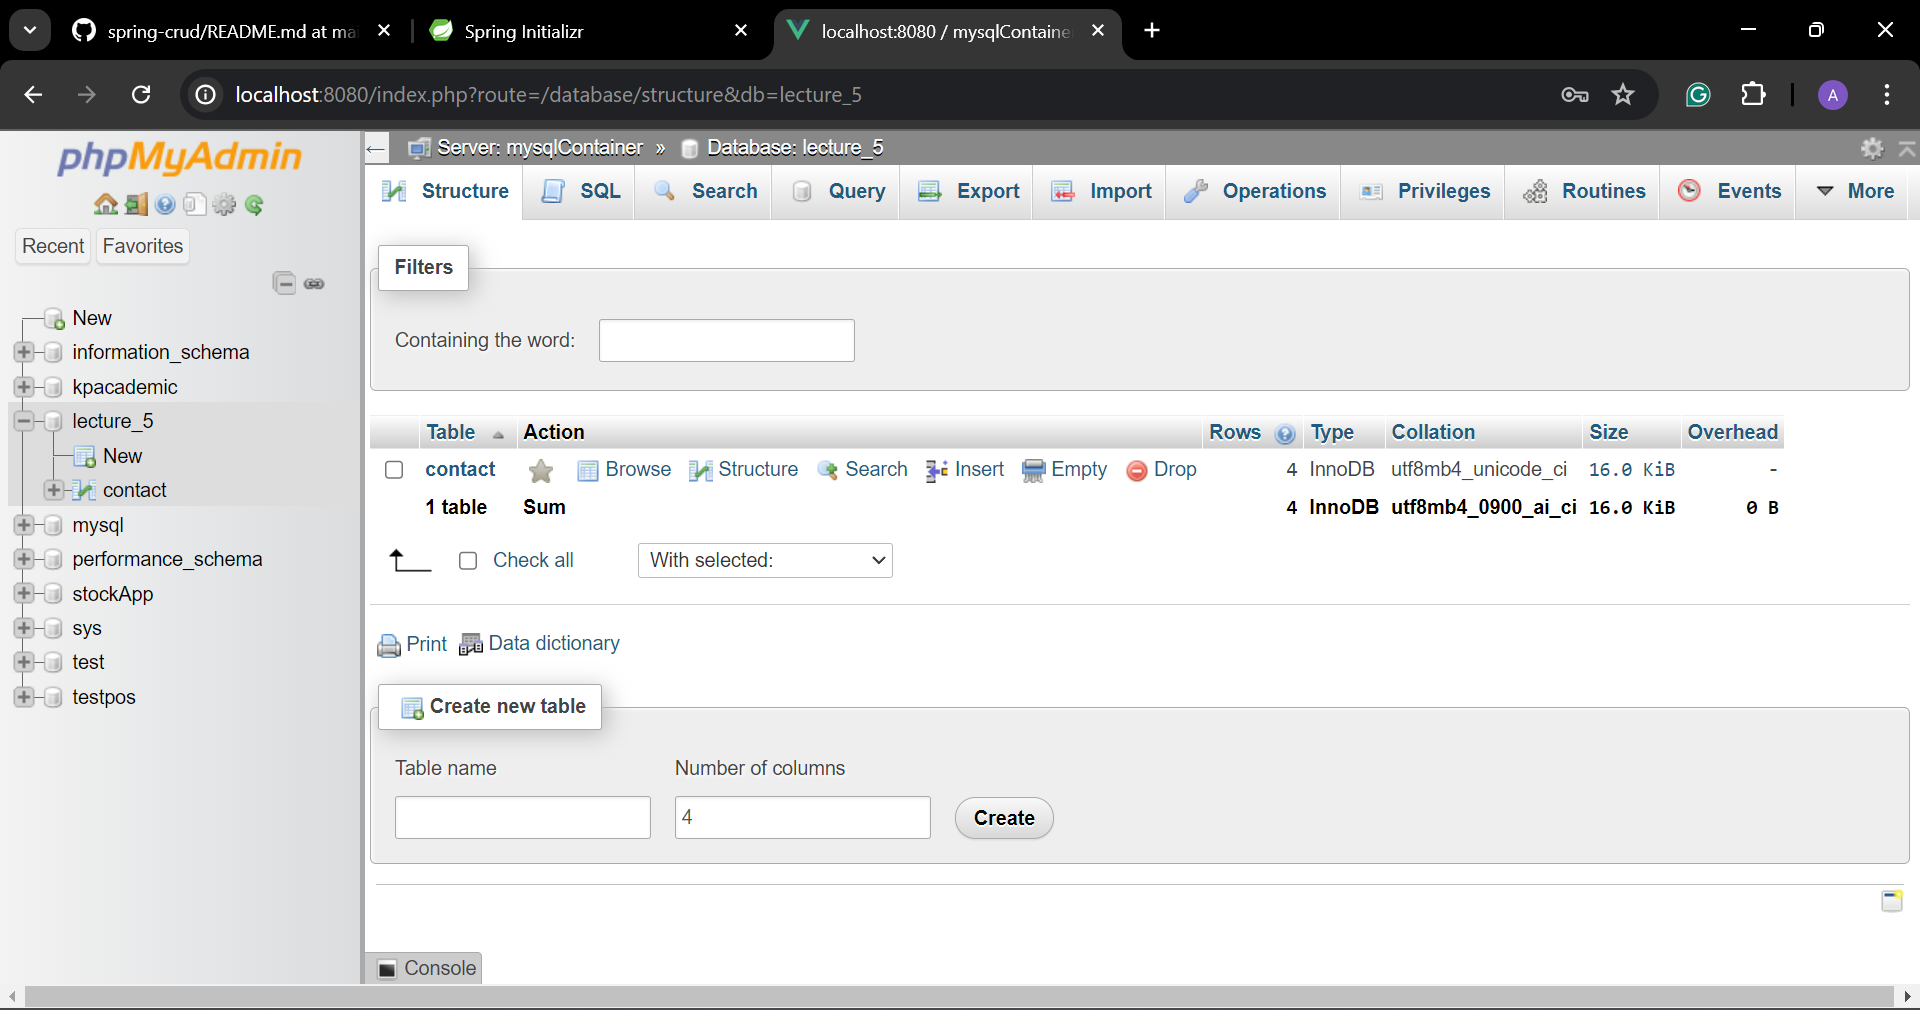 spring-crud/README.md at ma
Spring Initializr
localhost:8080 / mysqlContaine
localhost:8080/index.php?route=/database/structure&db=lecture_5
A
phpMyAdmin
Recent
Favorites
New
information_schema
kpacademic
lecture_5
New
contact
mysql
performance_schema
stockApp
sys
test
testpos
Server: mysqlContainer » Database: lecture_5
Structure SQL Search Query Export Import Operations Privileges Routines Events More
Filters
Containing the word:
Table Action Rows Type Collation Size Overhead
contact Browse Structure Search Insert Empty Drop 4 InnoDB utf8mb4_unicode_ci 16.0 KiB -
1 table Sum 4 InnoDB utf8mb4_0900_ai_ci 16.0 KiB 0 B
Check all With selected:
Print Data dictionary
Create new table
Table name Number of columns
4 Create
Console